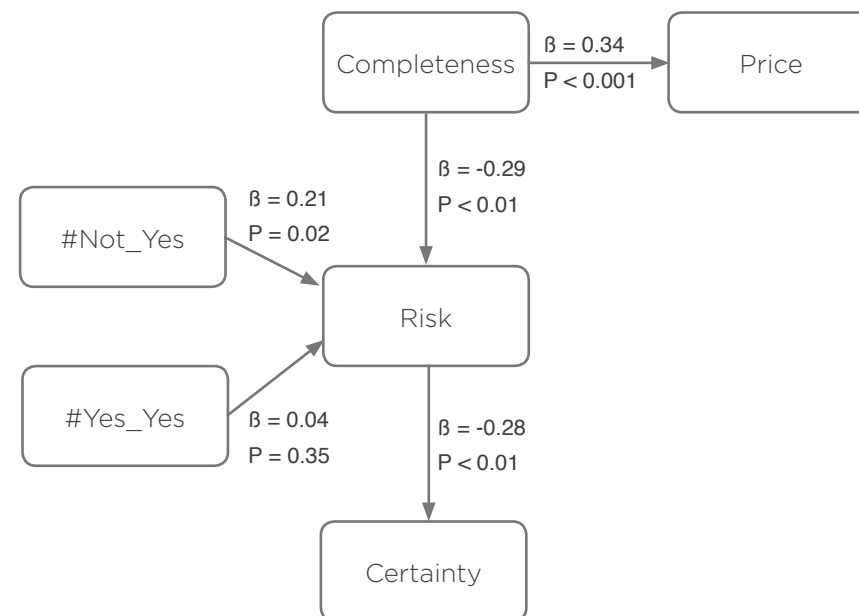 Completeness
ß = 0.34
P < 0.001
Price
ß = -0.29
P < 0.01
#Not_Yes
ß = 0.21
P = 0.02
Risk
#Yes_Yes
ß = 0.04
P = 0.35
ß = -0.28
P < 0.01
Certainty